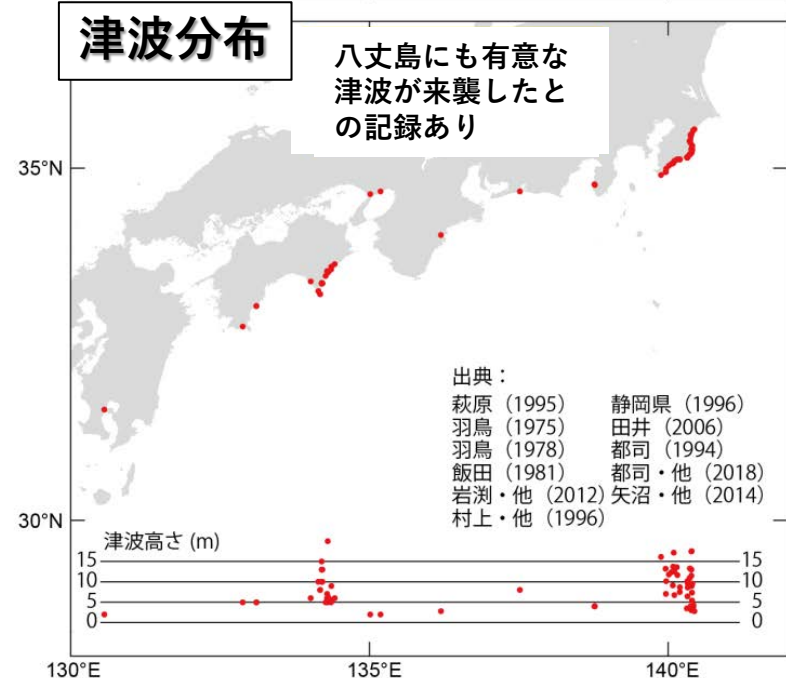 津波分布
八丈島にも有意な
津波が来襲したと
の記録あり
35°N
出典：
萩原（1995） 静岡県（1996）
羽鳥（1975） 田井（2006）
羽鳥（1978） 都司（1994）
飯田（1981） 都司・他（2018）
岩渕・他（2012） 矢沼・他（2014）
村上・他（1996）
30°N
津波高さ (m)
15 15
10 10
5 5
0 0
130°E 135°E 140°E